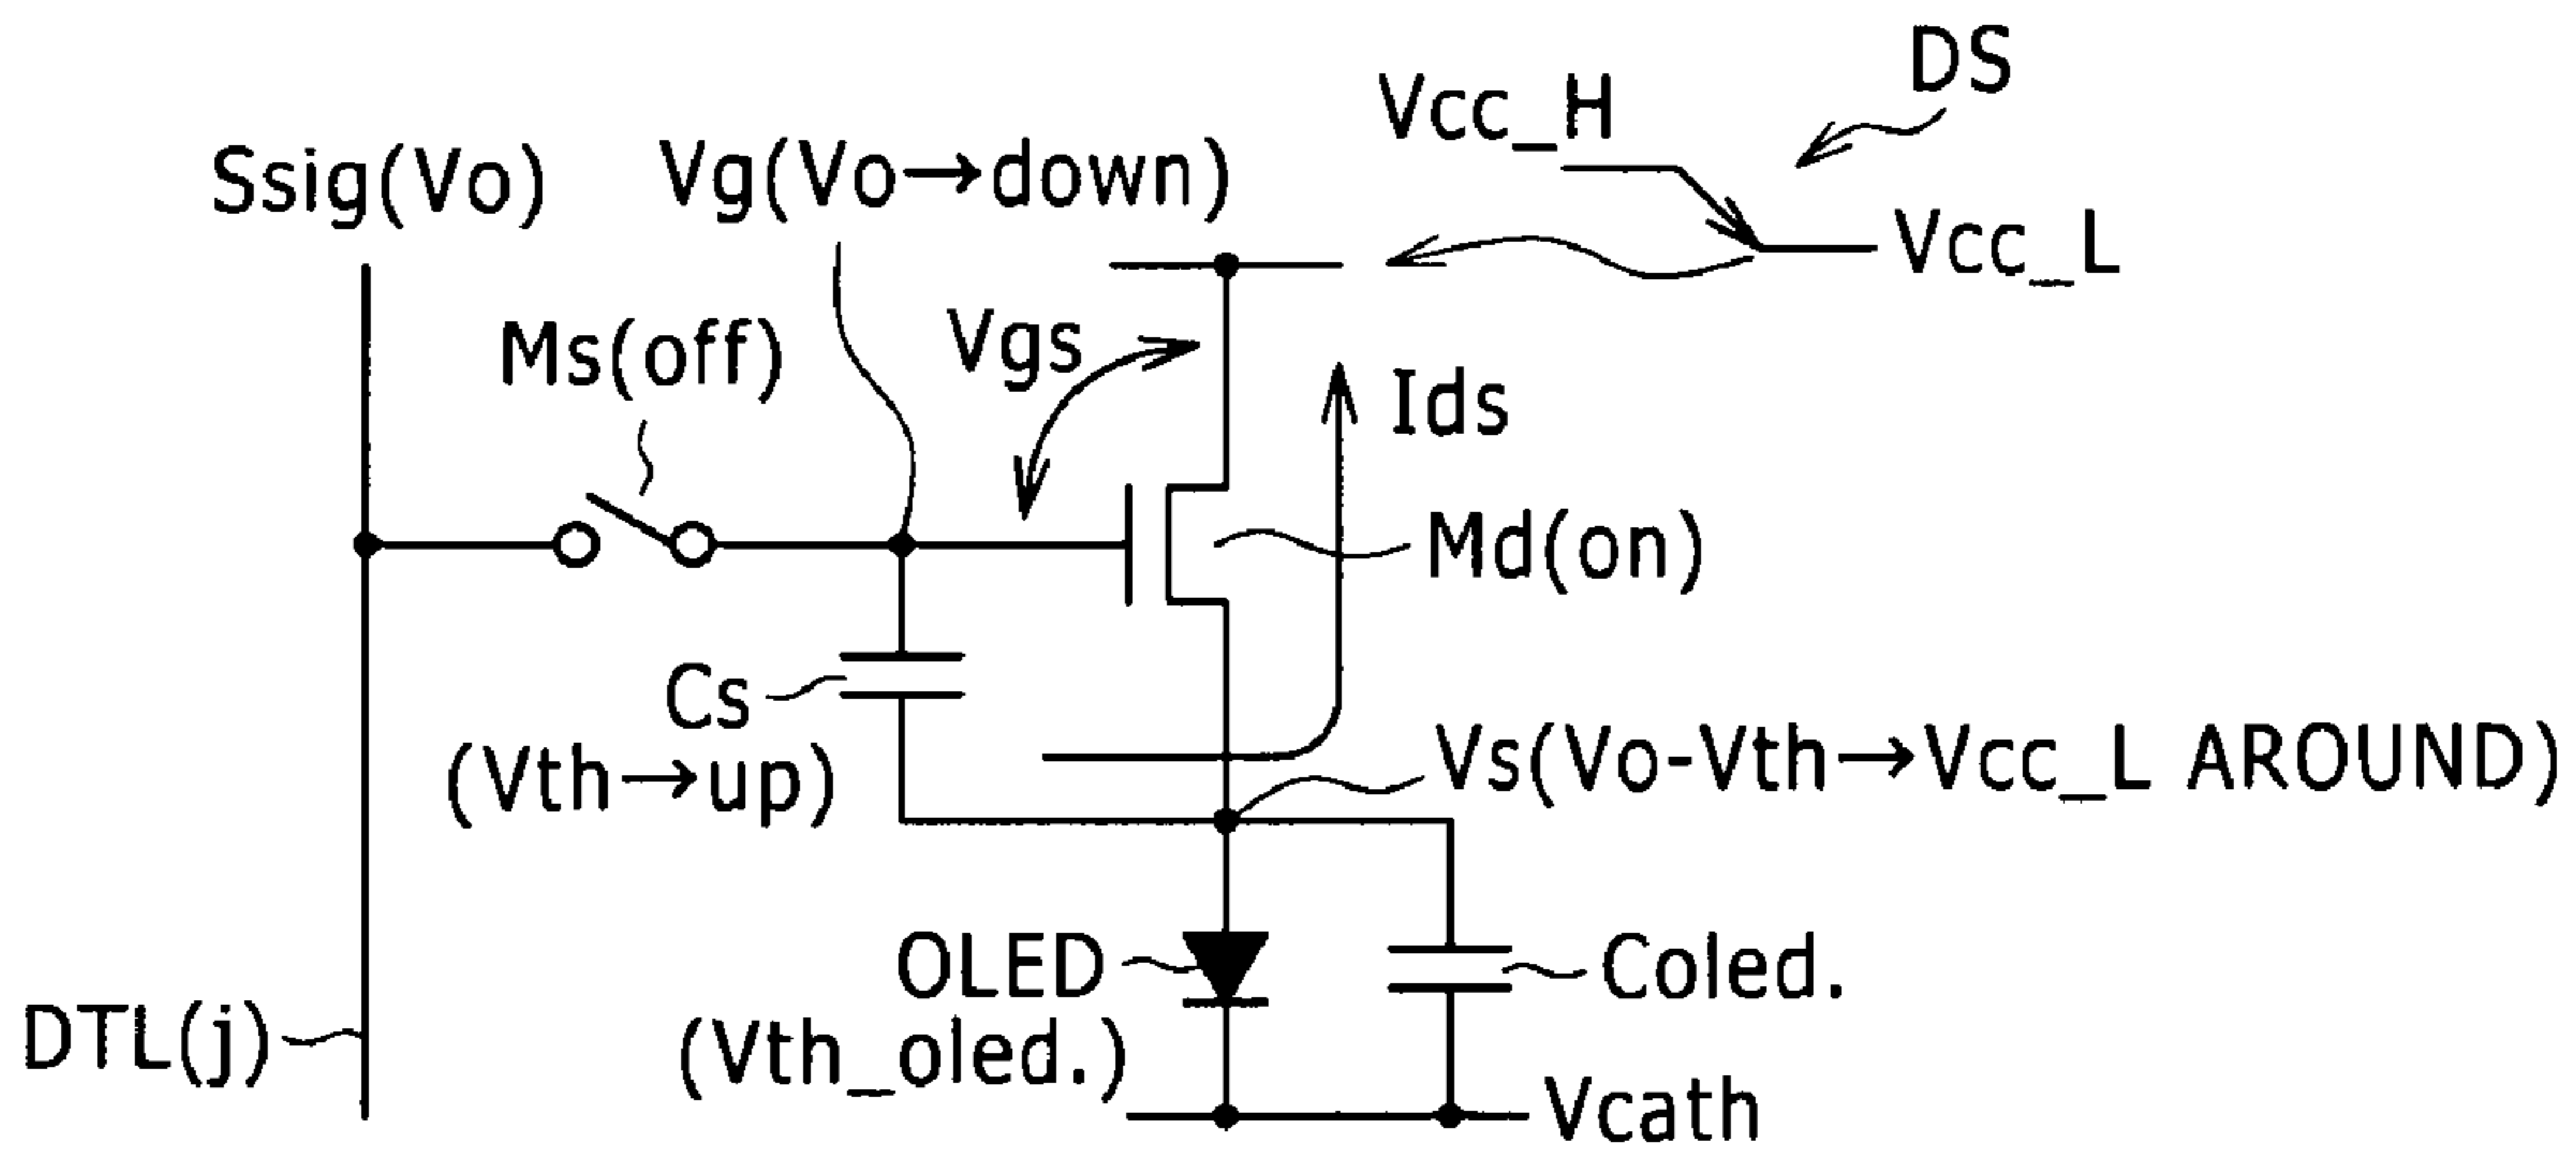 DS
Vcc_H
Ssig(Vo)
Vg(Vo→down)
Vcc_L
Vgs
Ms(off)
Ids
Md(on)
Cs
(Vth→up)
Vs(Vo-Vth→Vcc_L AROUND)
OLED
(Vth_oled.)
Coled.
DTL(j)
Vcath